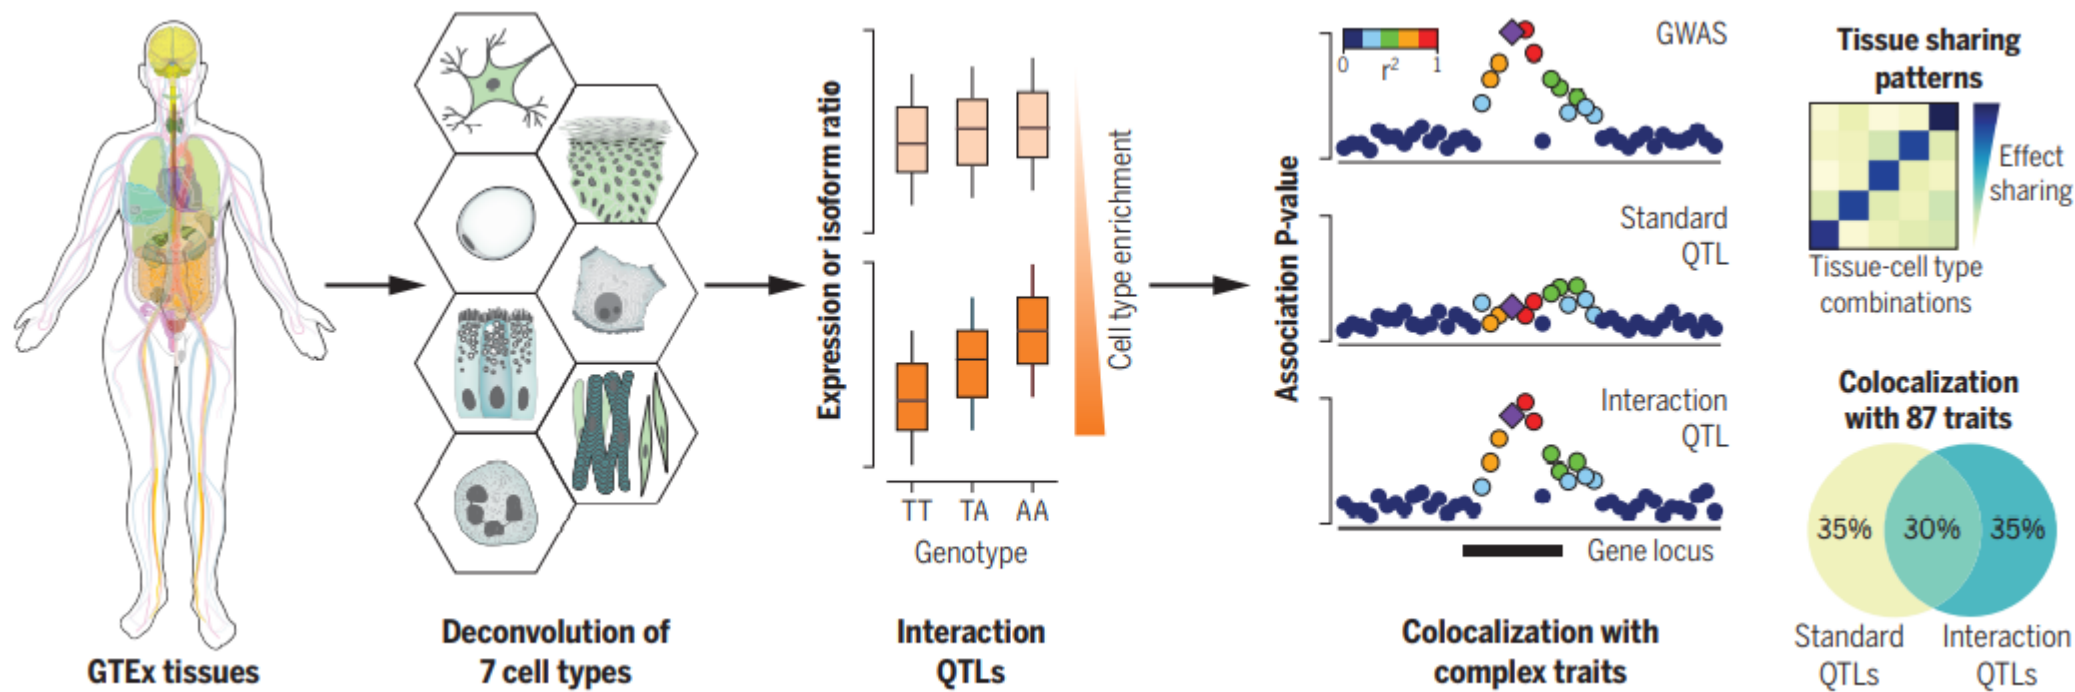 GTEx tissues
Deconvolution of
7 cell types
Expression or isoform ratio
TT TA AA
Genotype
Cell type enrichment
Interaction
QTLs
Association P-value
0 r² 1
GWAS
Standard
QTL
Interaction
QTL
Gene locus
Colocalization with
complex traits
Tissue sharing
patterns
Effect
sharing
Tissue-cell type
combinations
Colocalization
with 87 traits
35% 30% 35%
Standard
QTLs
Interaction
QTLs